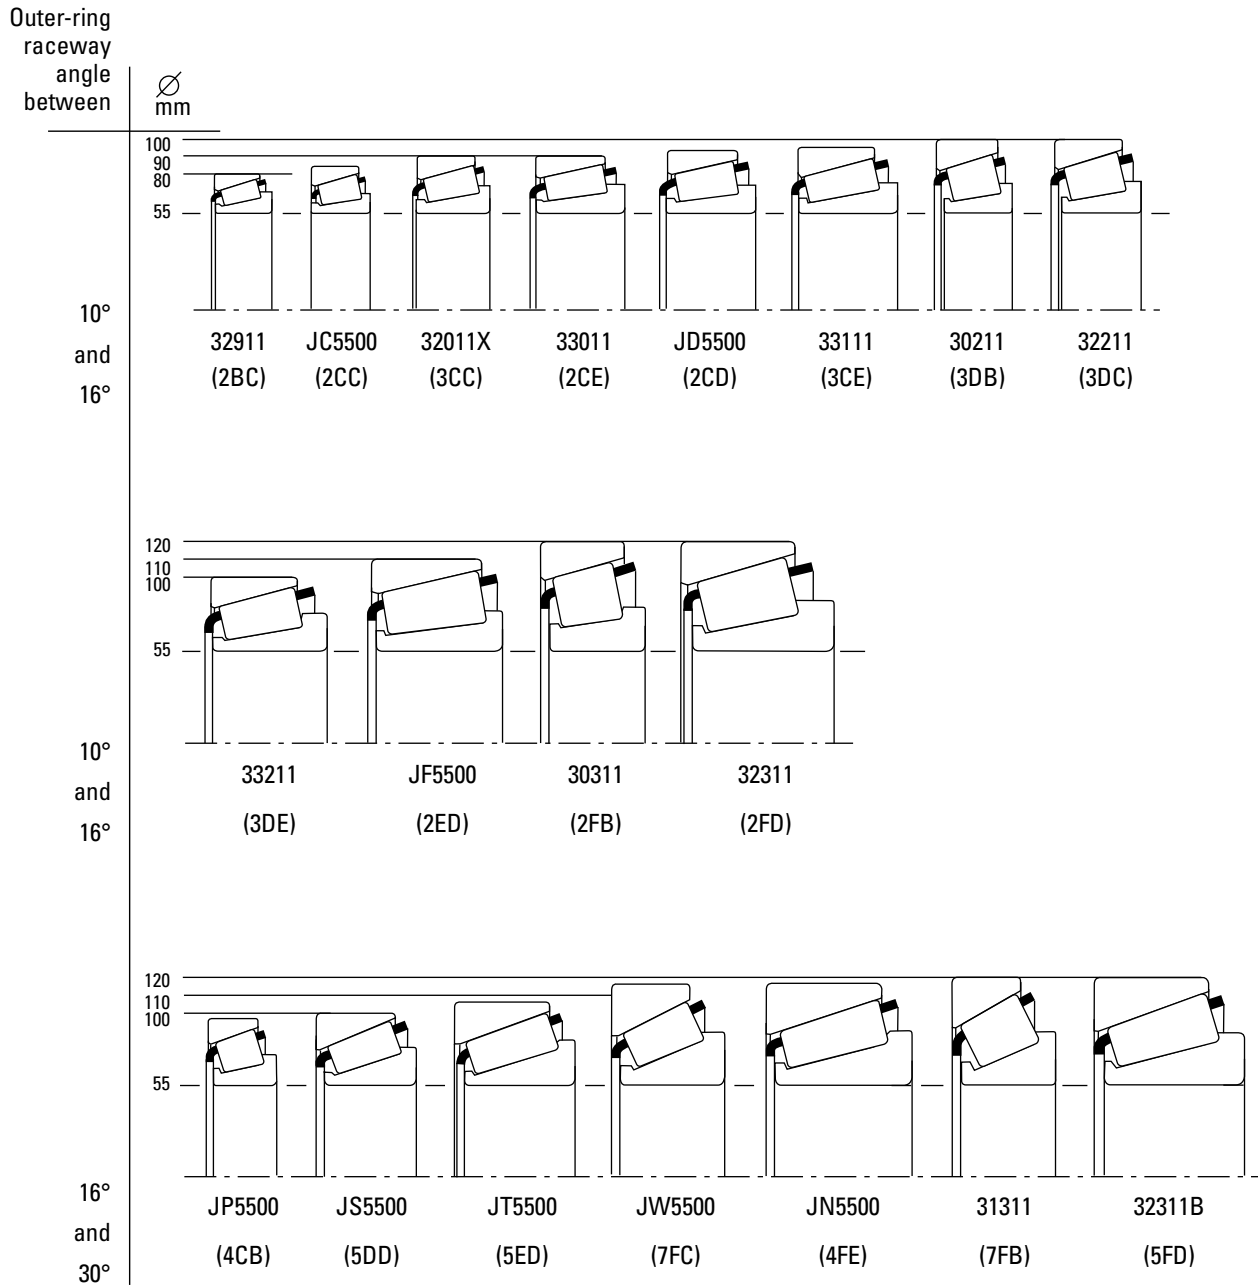 Outer-ring
raceway
angle
between
Ø
mm
100
90
80
55
10°
and
16°
32911 JC5500 32011X 33011 JD5500 33111 30211 32211
(2BC) (2CC) (3CC) (2CE) (2CD) (3CE) (3DB) (3DC)
120
110
100
55
10°
and
16°
33211 JF5500 30311 32311
(3DE) (2ED) (2FB) (2FD)
120
110
100
55
16°
and
30°
JP5500 JS5500 JT5500 JW5500 JN5500 31311 32311B
(4CB) (5DD) (5ED) (7FC) (4FE) (7FB) (5FD)